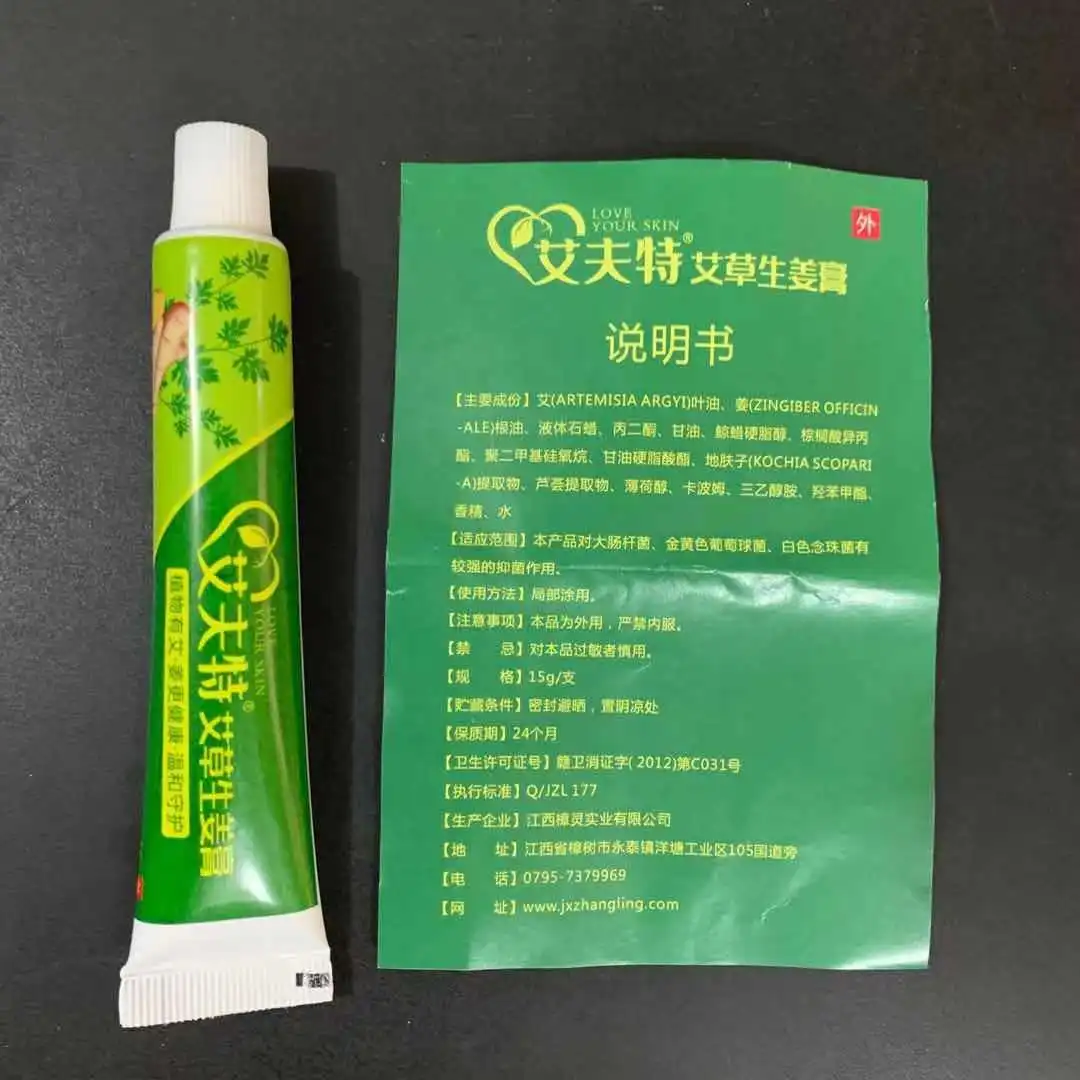 艾夫特®艾草生姜膏
LOVE
YOUR SKIN
植物有艾·姜更健康·温和守护
LOVE
YOUR SKIN
艾夫特®艾草生姜膏
外
说明书
【主要成份】艾(ARTEMISIA ARGYI)叶油、姜(ZINGIBER OFFICIN
-ALE)根油、液体石蜡、丙二酮、甘油、鲸蜡硬脂醇、棕榈酸异丙
酯、聚二甲基硅氧烷、甘油硬脂酸酯、地肤子(KOCHIA SCOPARI
-A)提取物、芦荟提取物、薄荷醇、卡波姆、三乙醇胺、羟苯甲酯、
香精、水
【适应范围】本产品对大肠杆菌、金黄色葡萄球菌、白色念珠菌有
较强的抑菌作用。
【使用方法】局部涂用。
【注意事项】本品为外用，严禁内服。
【禁 忌】对本品过敏者慎用。
【规 格】15g/支
【贮藏条件】密封避晒，置阴凉处
【保质期】24个月
【卫生许可证号】赣卫消证字( 2012)第C031号
【执行标准】Q/JZL 177
【生产企业】江西樟灵实业有限公司
【地 址】江西省樟树市永泰镇洋塘工业区105国道旁
【电 话】0795-7379969
【网 址】www.jxzhangling.com